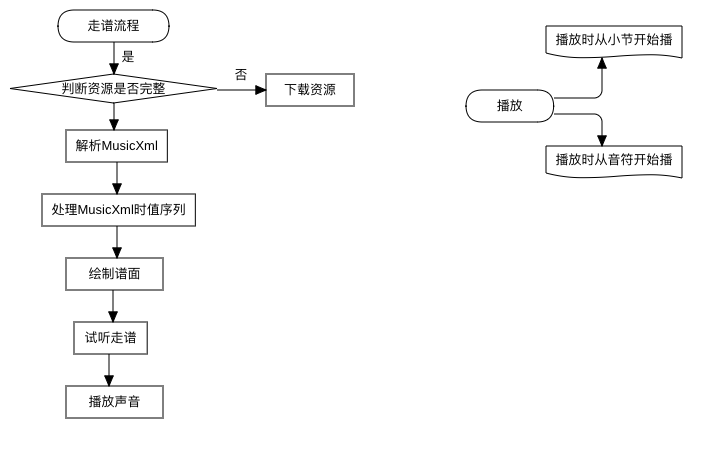 走谱流程
是
判断资源是否完整
否
下载资源
解析MusicXml
处理MusicXml时值序列
绘制谱面
试听走谱
播放声音
播放时从小节开始播
播放
播放时从音符开始播